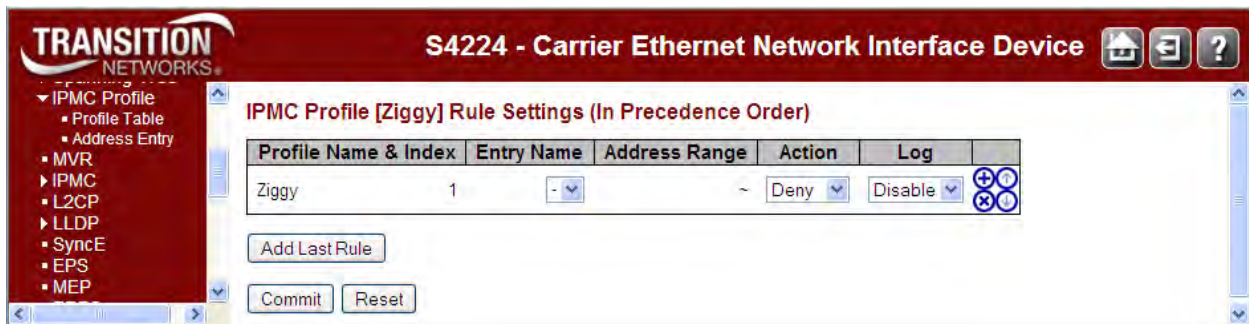 TRANSITION
NETWORKS®
S4224 - Carrier Ethernet Network Interface Device
?
IPMC Profile
Profile Table
Address Entry
MVR
IPMC
L2CP
LLDP
SyncE
EPS
MEP
IPMC Profile [Ziggy] Rule Settings (In Precedence Order)
Profile Name & Index Entry Name Address Range Action Log
Ziggy 1 - ~ Deny Disable
Add Last Rule
Commit Reset